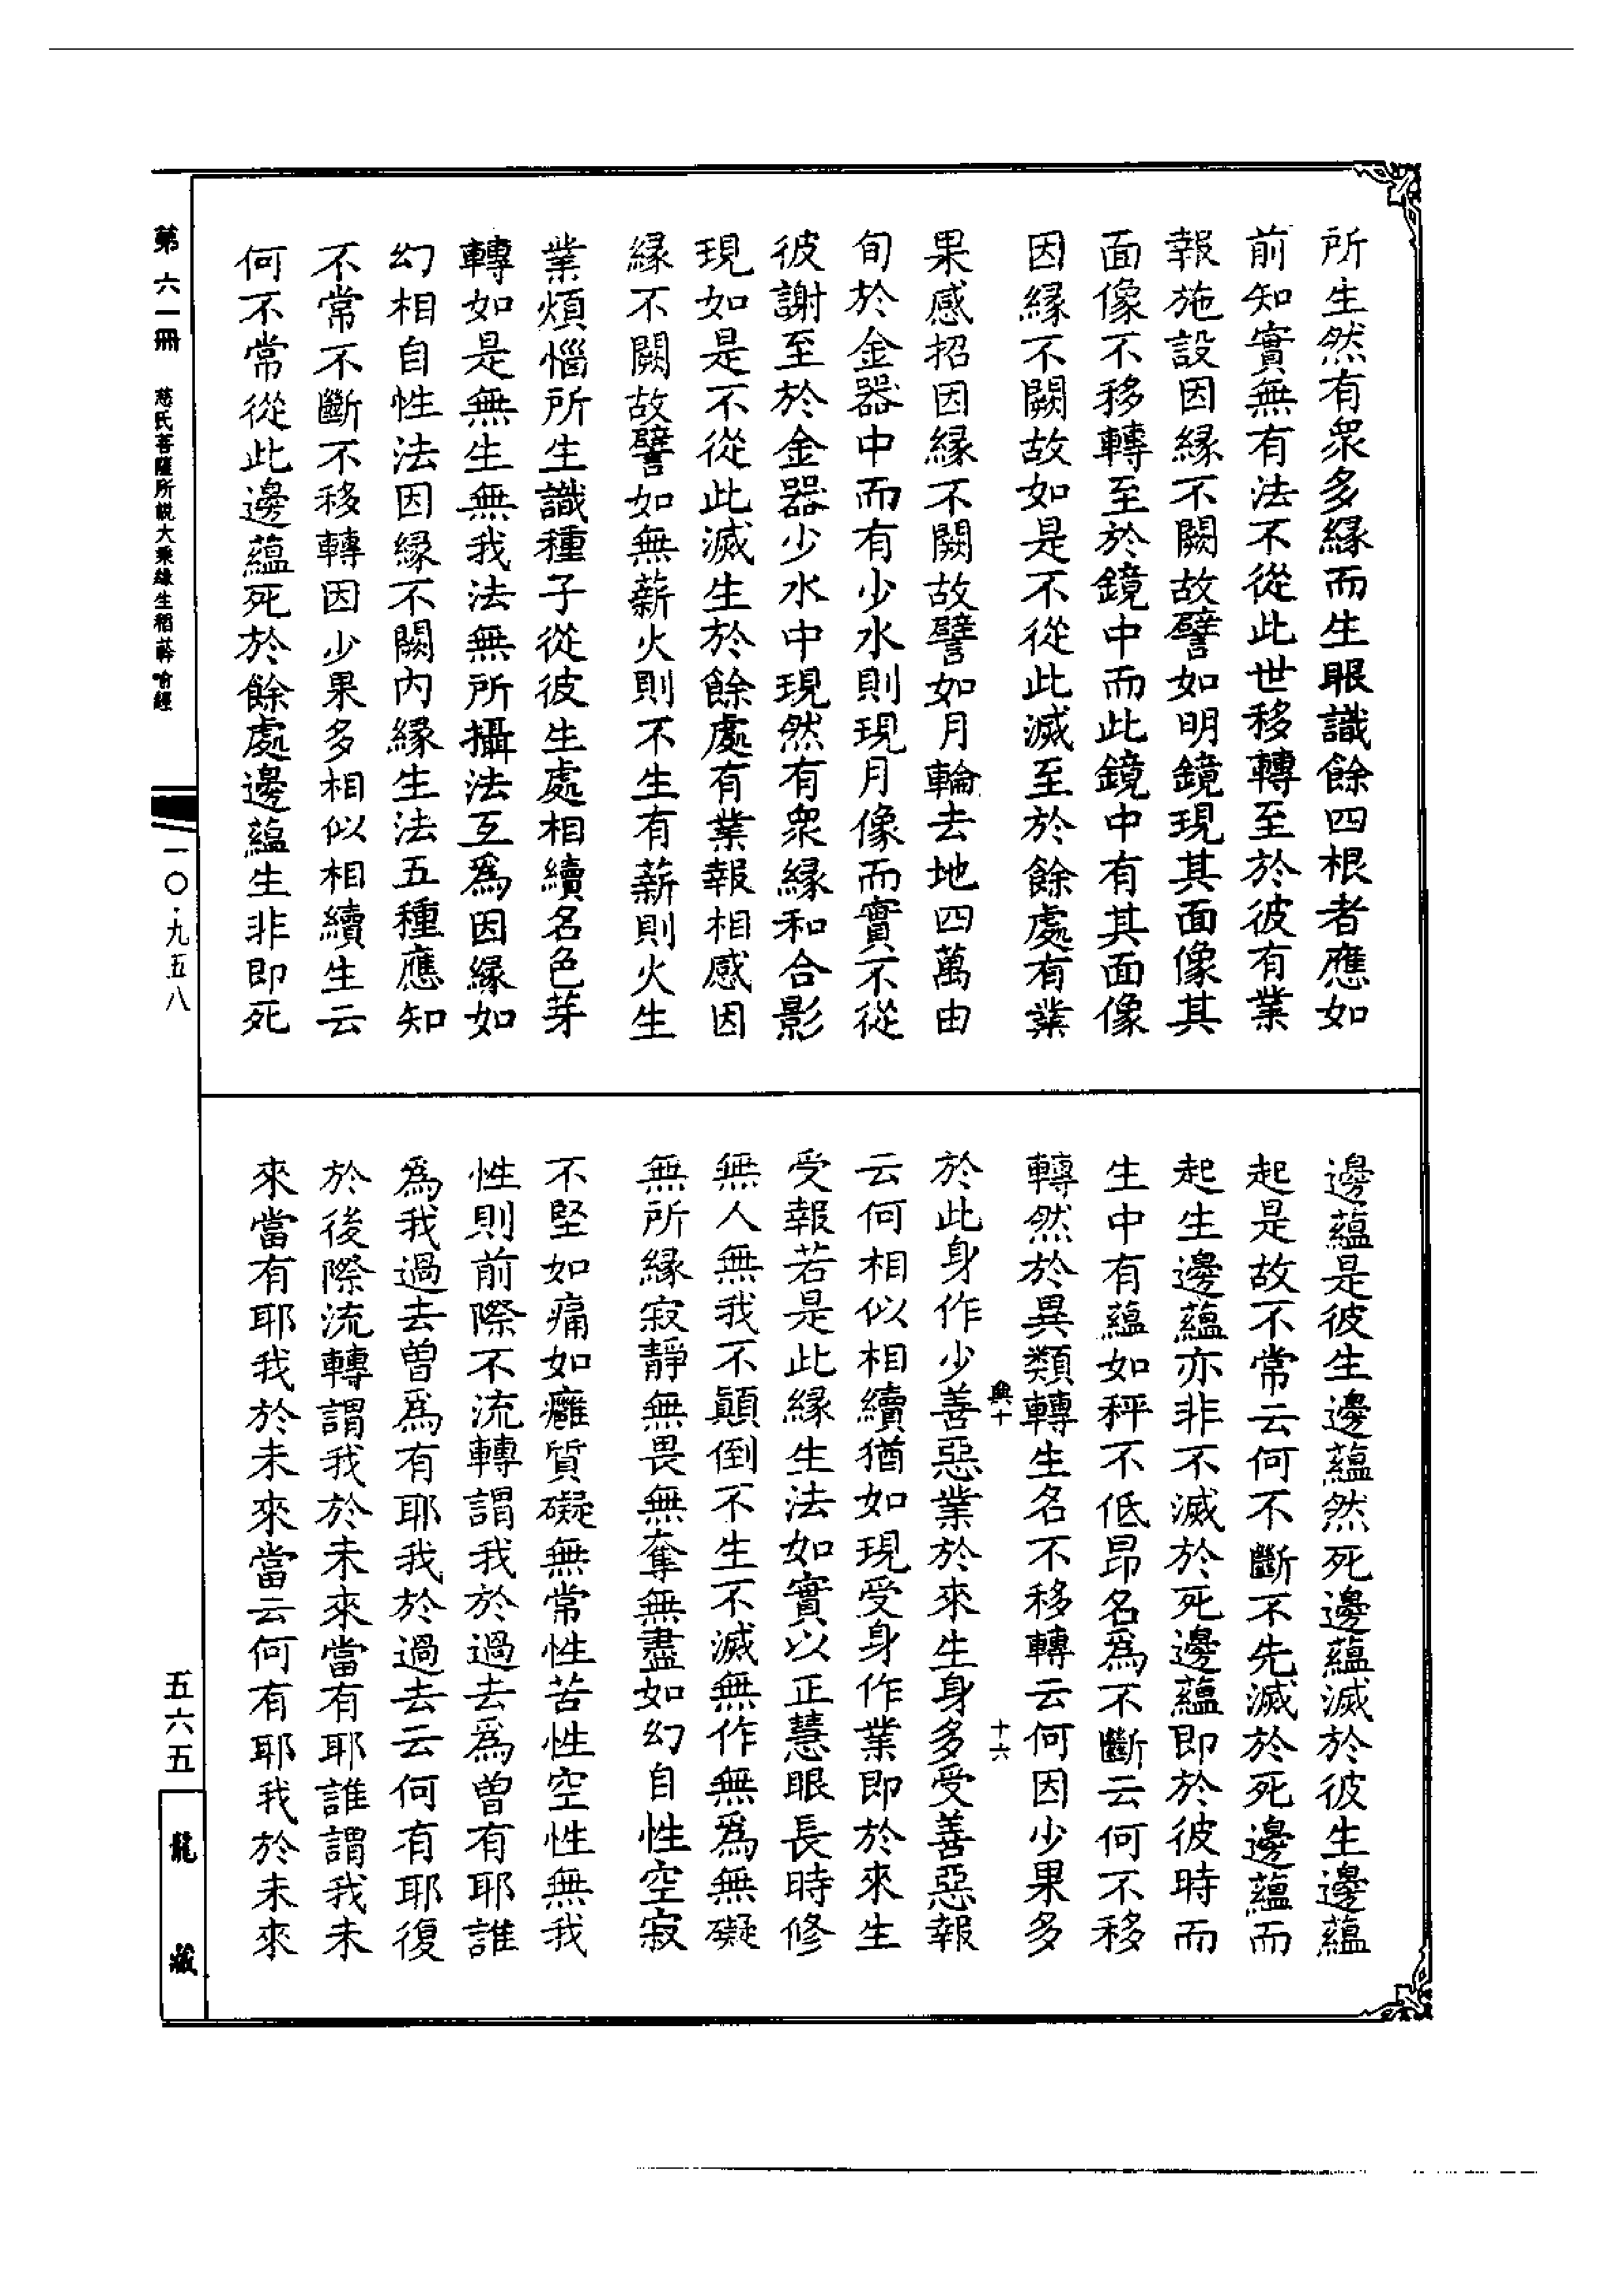 所生然有衆多緣而生眼識餘四根者應如
前知實無有法不從此世移轉至於彼有業
報施設因緣不闕故譬如明鏡現其面像其
面像不移轉至於鏡中而此鏡中有其面像
因緣不闕故如是不從此滅至於餘處有業
果感招因緣不闕故譬如月輪去地四萬由
旬於金器中而有少水則現月像而實不從
彼謝至於金器少水中現然有衆緣和合影
現如是不從此滅生於餘處有業報相感因
緣不闕故譬如無薪火則不生有薪則火生
業煩惱所生識種子從彼生處相續名色芽
轉如是無生無我法無所攝法互爲因緣如
幻相自性法因緣不闕內緣生法五種應知
不常不斷不移轉因少果多相似相續生云
何不常從此邊蘊死於餘處邊蘊生非即死
邊蘊是彼生邊蘊然死邊蘊滅於彼生邊蘊
起是故不常云何不斷不先滅於死邊蘊而
起生邊蘊亦非不滅於死邊蘊即於彼時而
生中有蘊如秤不低昂名爲不斷云何不移
轉然於異類轉生名不移轉云何因少果多
興十
十六
於此身作少善惡業於來生身多受善惡報
云何相似相續猶如現受身作業即於來生
受報若是此緣生法如實以正慧眼長時修
無人無我不顛倒不生不滅無作無爲無礙
無所緣寂靜無畏無奪無盡如幻自性空寂
不堅如痛如癰質礙無常性苦性空性無我
性則前際不流轉謂我於過去爲曾有耶誰
爲我過去曾爲有耶我於過去云何有耶復
於後際流轉謂我於未來當有耶誰謂我未
來當有耶我於未來當云何有耶我於未來
第六一冊 慈氏菩薩所說大乘緣生稻𦼮喻經
一〇·九五八
五六五
龍藏